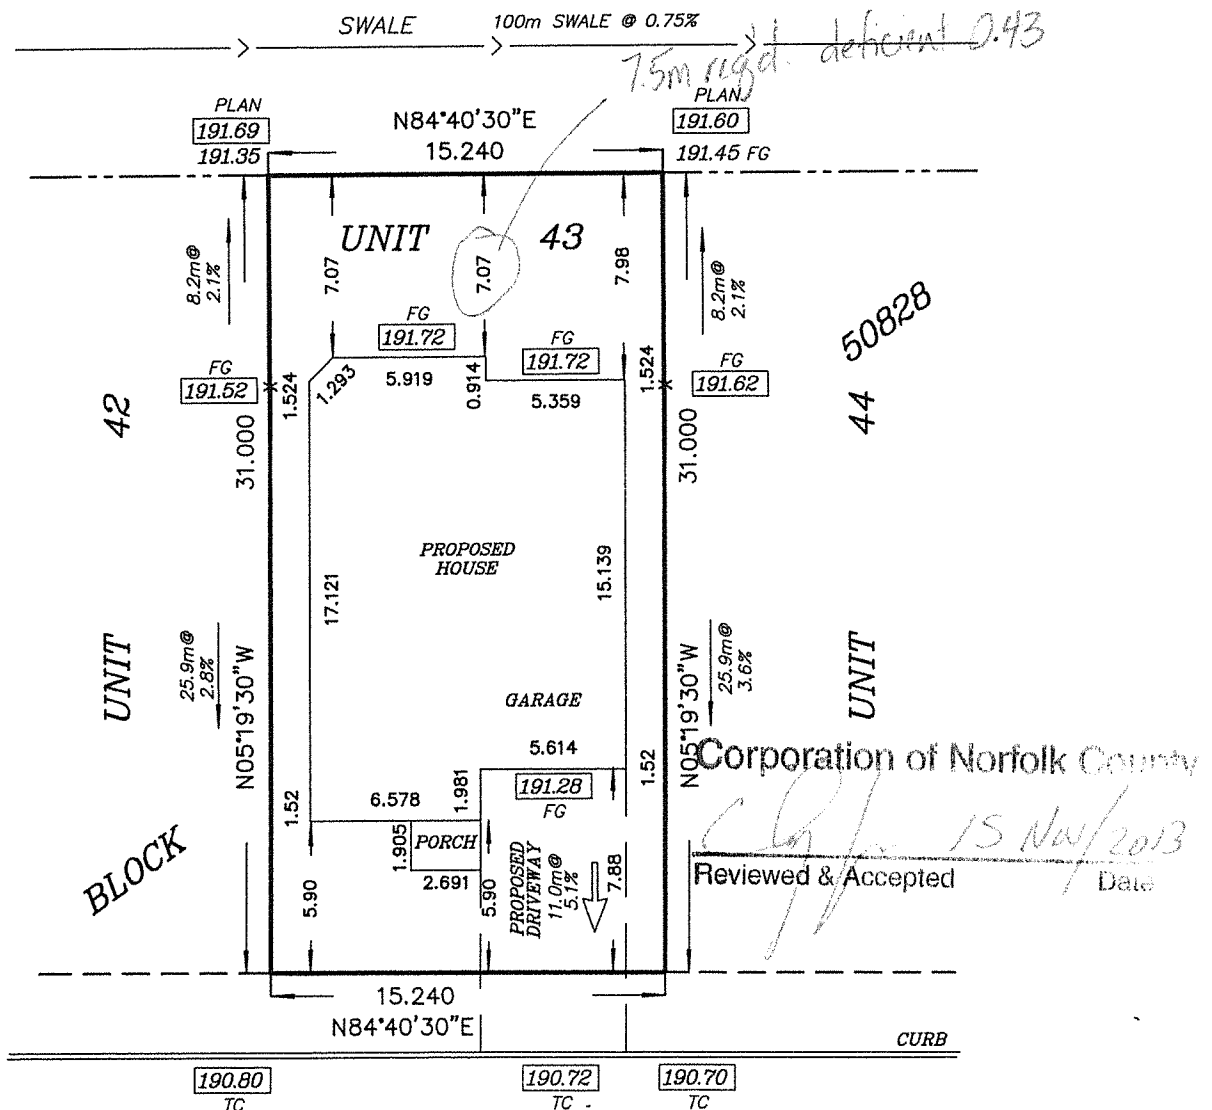 SWALE
100m SWALE @ 0.75%
7.5m req'd. deficient 0.43
PLAN
191.69
191.35
N84°40'30"E
15.240
PLAN
191.60
191.45 FG
UNIT 43
8.2m@
2.1%
7.07
7.07
7.98
8.2m@
2.1%
50828
FG
191.72
FG
191.72
FG
191.52
1.524
1.293
5.919
0.914
5.359
1.524
FG
191.62
42
31.000
31.000
44
PROPOSED
HOUSE
17.121
15.139
UNIT
25.9m@
2.8%
N05°19'30"W
GARAGE
5.614
25.9m@
3.6%
N05°19'30"W
UNIT
Corporation of Norfolk County
1.52
6.578
1.981
191.28
FG
1.52
BLOCK
1.905
PORCH
2.691
5.90
5.90
PROPOSED
DRIVEWAY
11.0m@
5.1%
7.88
15 Nov/2013
Reviewed & Accepted
Date
15.240
N84°40'30"E
CURB
190.80
TC
190.72
TC
190.70
TC